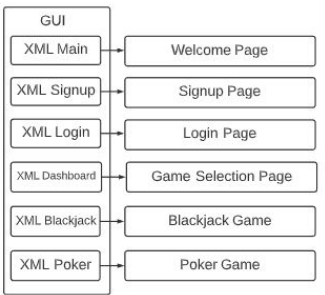 GUI
XML Main
Welcome Page
XML Signup
Signup Page
XML Login
Login Page
XML Dashboard
Game Selection Page
XML Blackjack
Blackjack Game
XML Poker
Poker Game